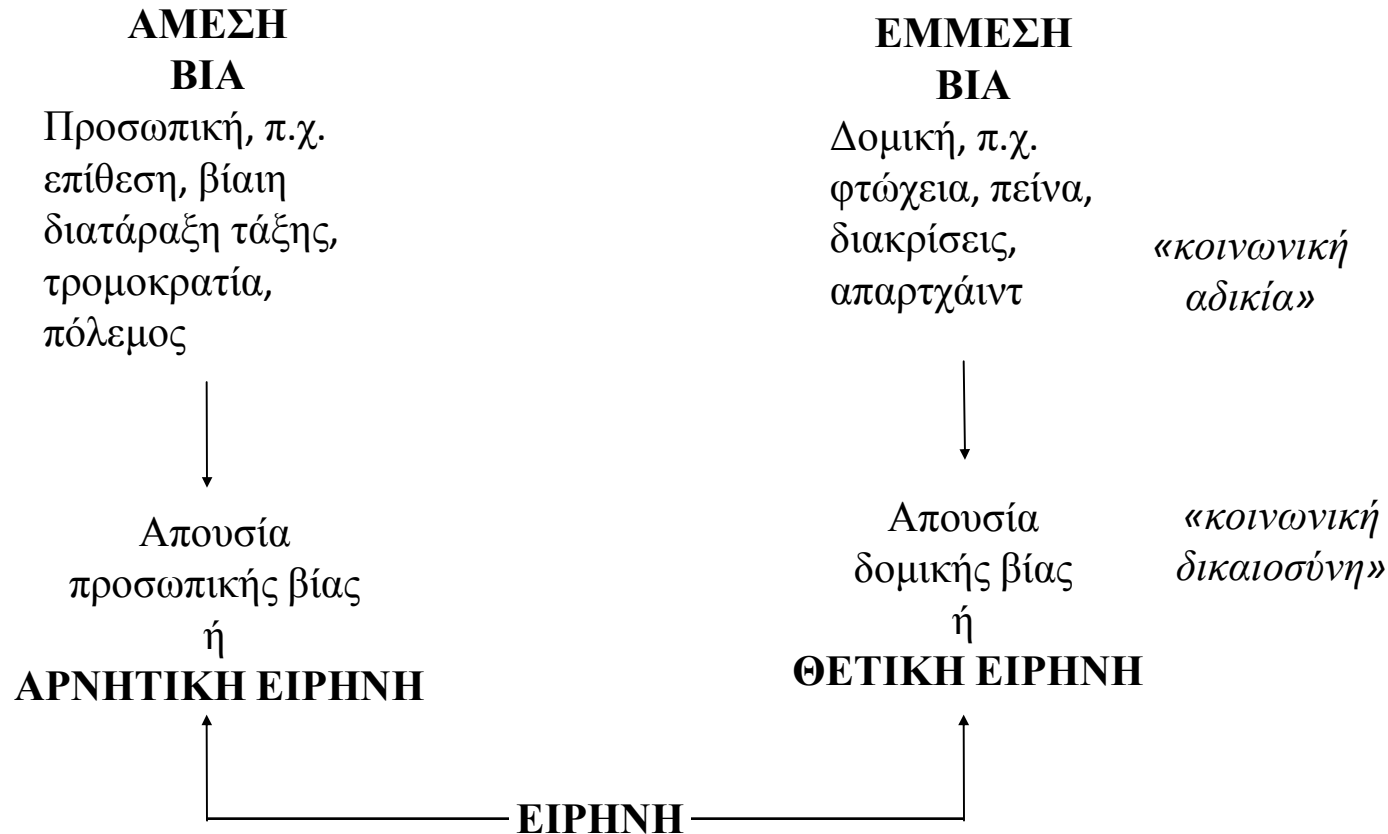 ΑΜΕΣΗ
ΒΙΑ
Προσωπική, π.χ.
επίθεση, βίαιη
διατάραξη τάξης,
τρομοκρατία,
πόλεμος
ΕΜΜΕΣΗ
ΒΙΑ
Δομική, π.χ.
φτώχεια, πείνα,
διακρίσεις,
απαρτχάιντ
«κοινωνική
αδικία»
Απουσία
προσωπικής βίας
ή
ΑΡΝΗΤΙΚΗ ΕΙΡΗΝΗ
Απουσία
δομικής βίας
ή
ΘΕΤΙΚΗ ΕΙΡΗΝΗ
«κοινωνική
δικαιοσύνη»
ΕΙΡΗΝΗ